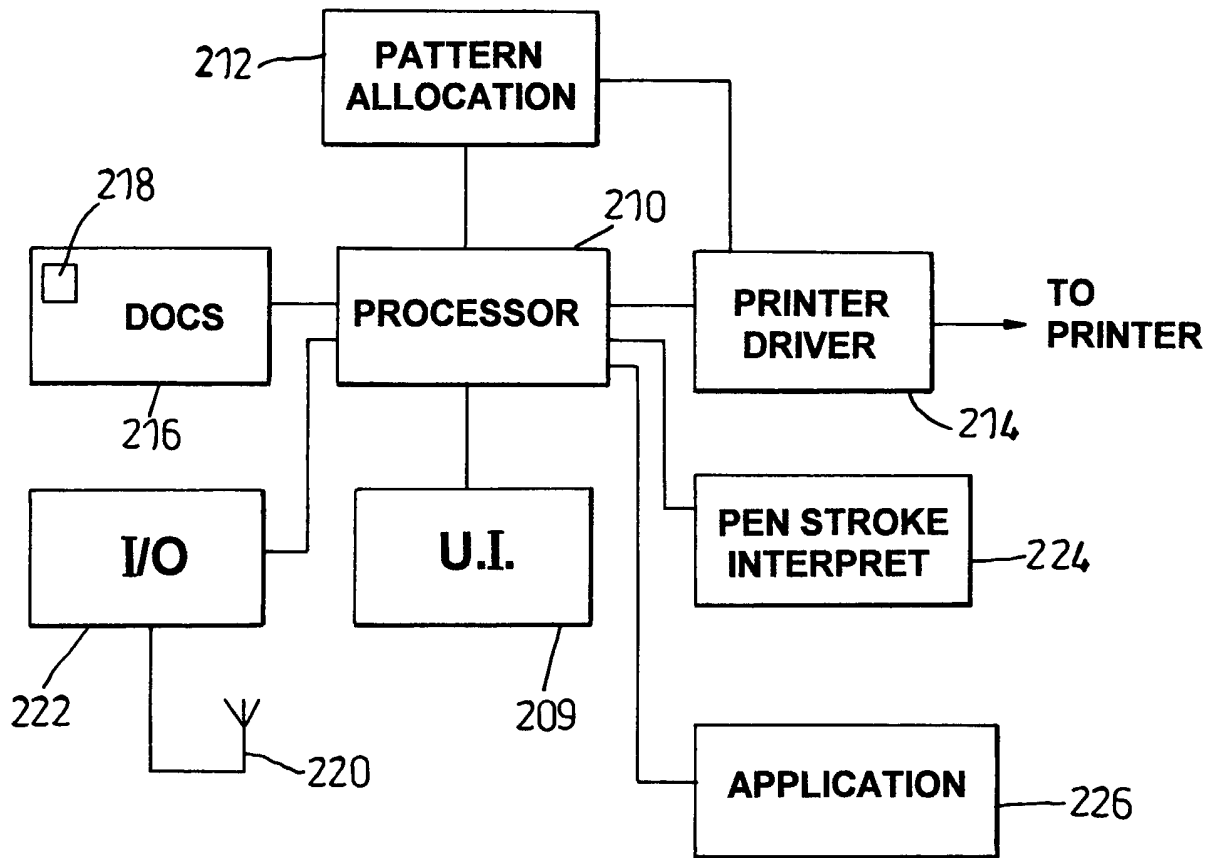 212
PATTERN
ALLOCATION
218
210
DOCS
PROCESSOR
PRINTER
DRIVER
TO
PRINTER
216
214
I/O
U.I.
PEN STROKE
INTERPRET
224
222
220
209
APPLICATION
226